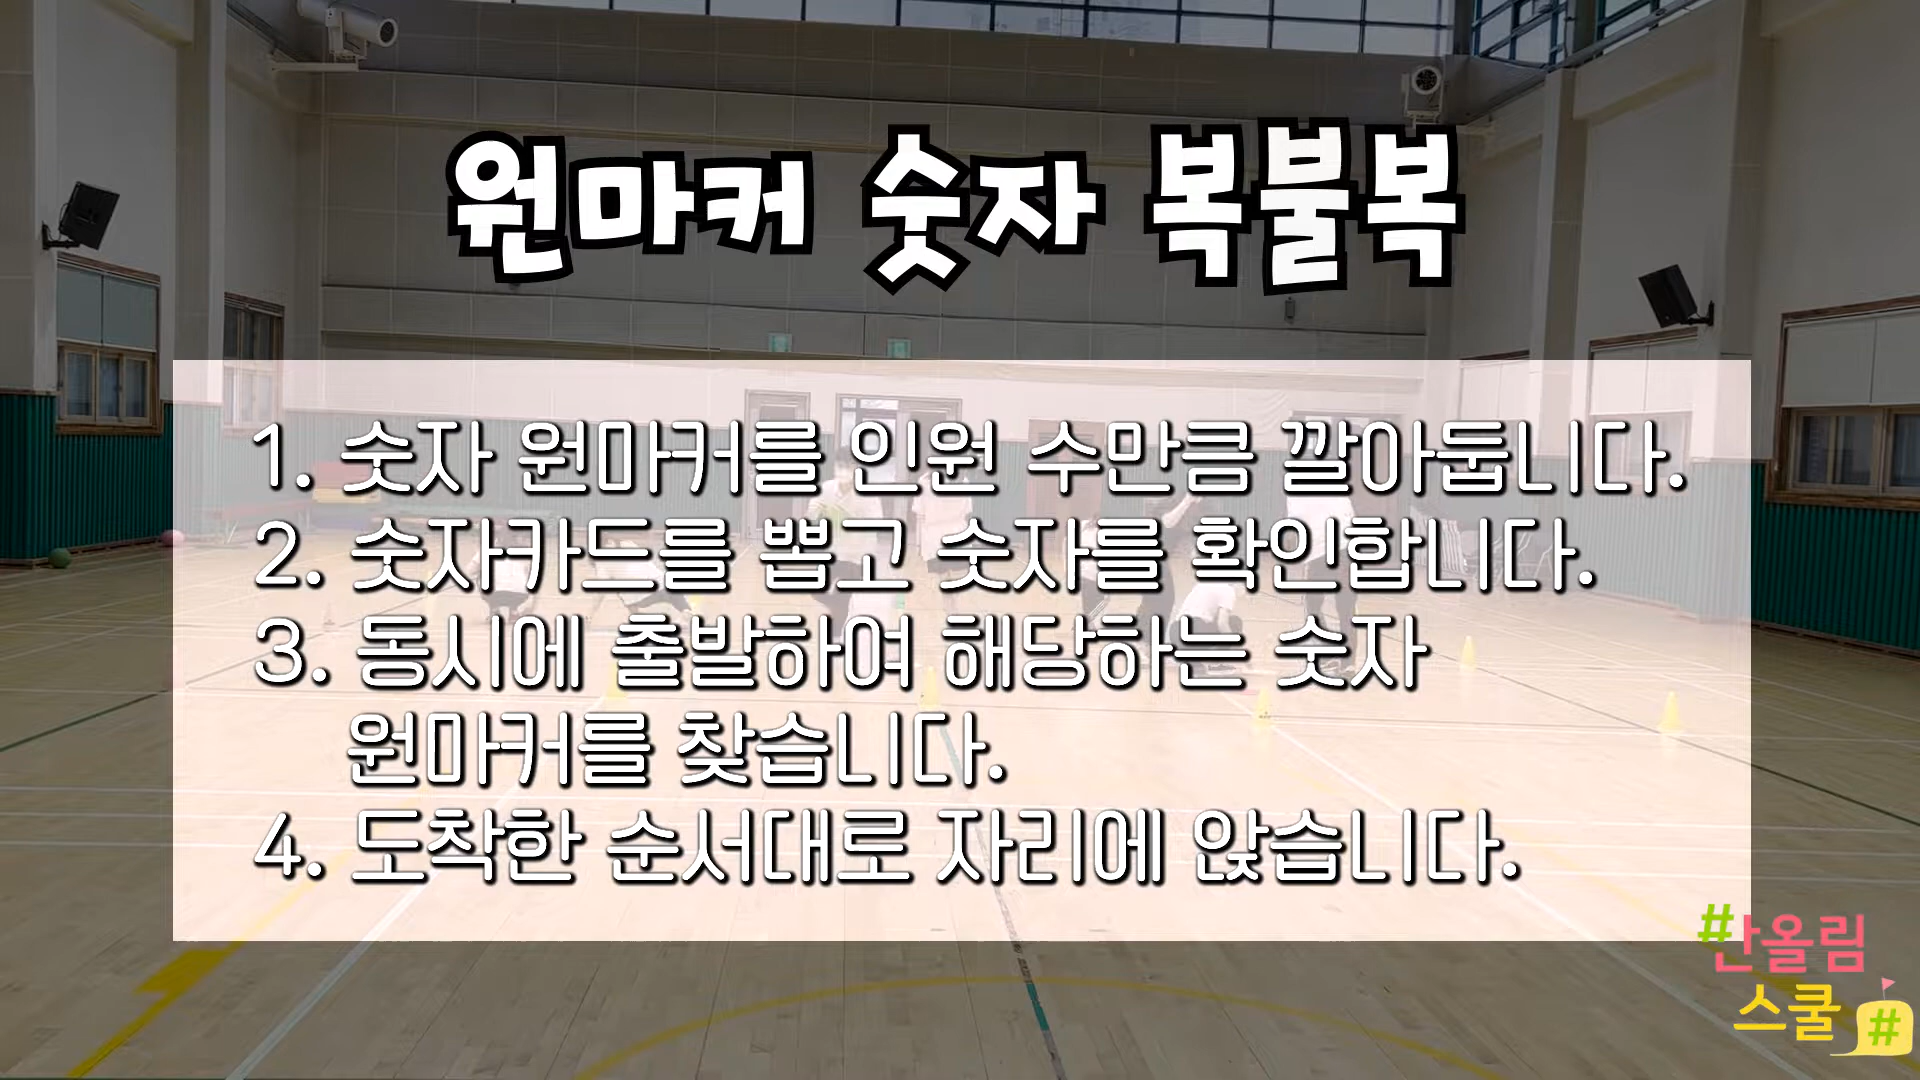 원마커 숫자 복불복
1. 숫자 원마커를 인원 수만큼 깔아둡니다.
2. 숫자카드를 뽑고 숫자를 확인합니다.
3. 동시에 출발하여 해당하는 숫자
원마커를 찾습니다.
4. 도착한 순서대로 자리에 앉습니다.
#반올림
스쿨
#